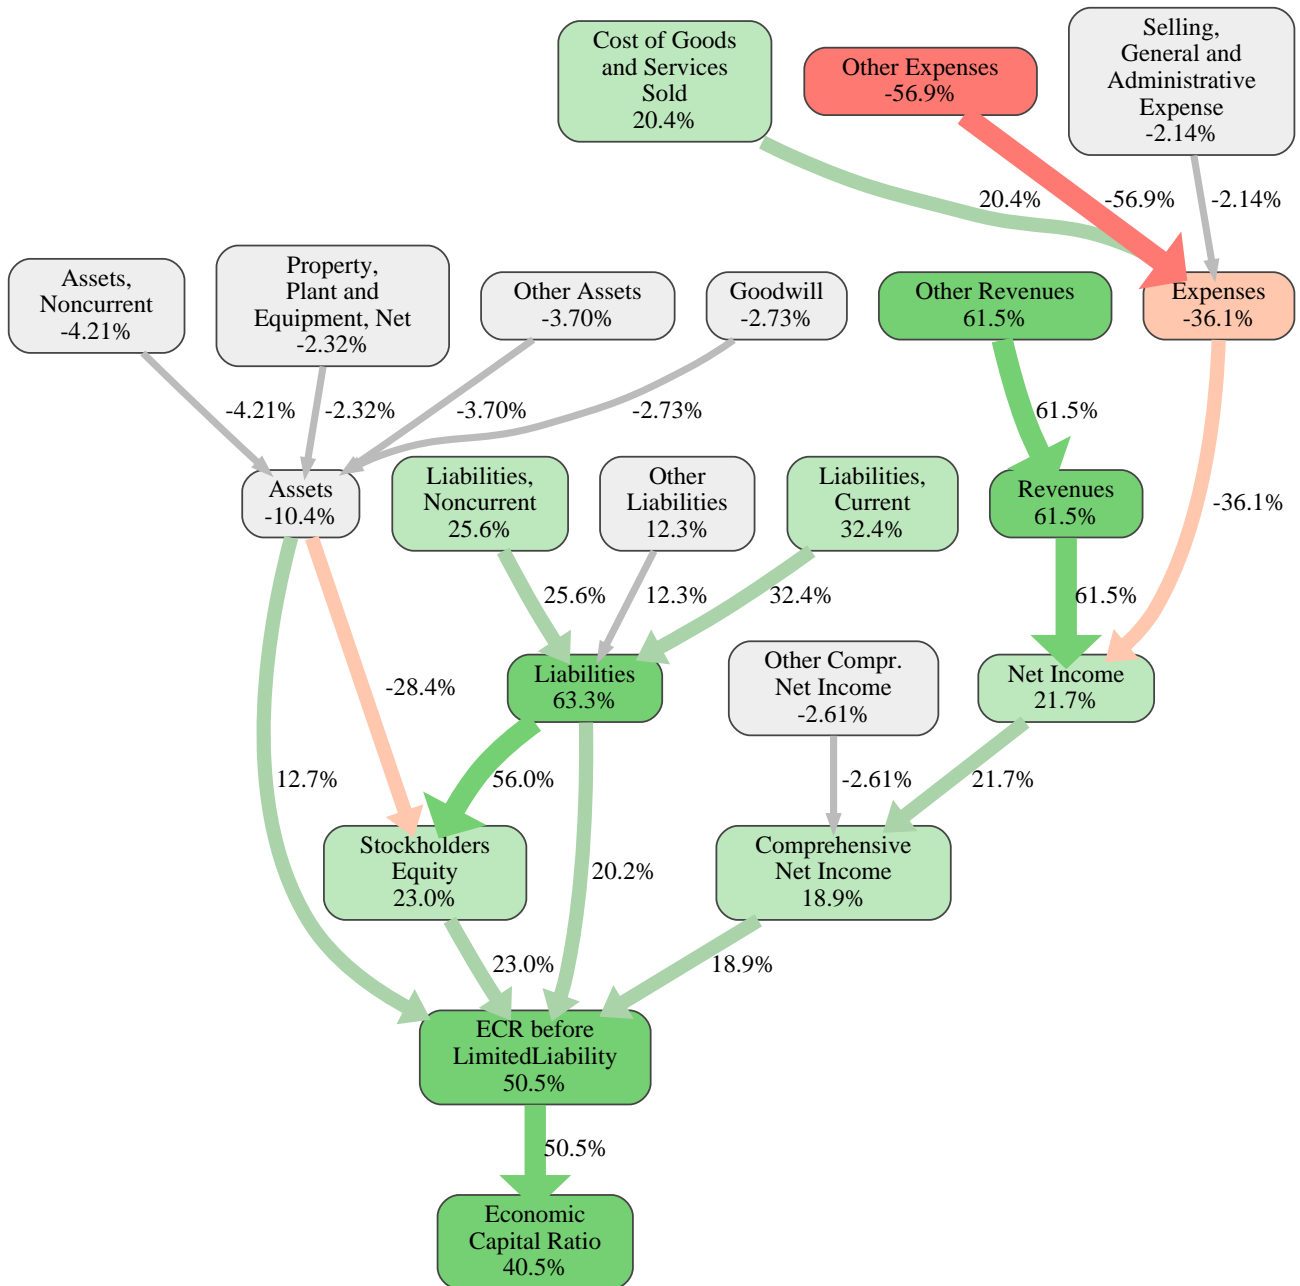 Cost of Goods
and Services
Sold
20.4%
Other Expenses
-56.9%
Selling,
General and
Administrative
Expense
-2.14%
20.4%
-56.9%
-2.14%
Assets,
Noncurrent
-4.21%
Property,
Plant and
Equipment, Net
-2.32%
Other Assets
-3.70%
Goodwill
-2.73%
Other Revenues
61.5%
Expenses
-36.1%
-4.21%
-2.32%
-3.70%
-2.73%
61.5%
-36.1%
Assets
-10.4%
Liabilities,
Noncurrent
25.6%
Other
Liabilities
12.3%
Liabilities,
Current
32.4%
Revenues
61.5%
25.6%
12.3%
32.4%
61.5%
-28.4%
Liabilities
63.3%
Other Compr.
Net Income
-2.61%
Net Income
21.7%
12.7%
56.0%
-2.61%
21.7%
Stockholders
Equity
23.0%
20.2%
Comprehensive
Net Income
18.9%
23.0%
18.9%
ECR before
LimitedLiability
50.5%
50.5%
Economic
Capital Ratio
40.5%